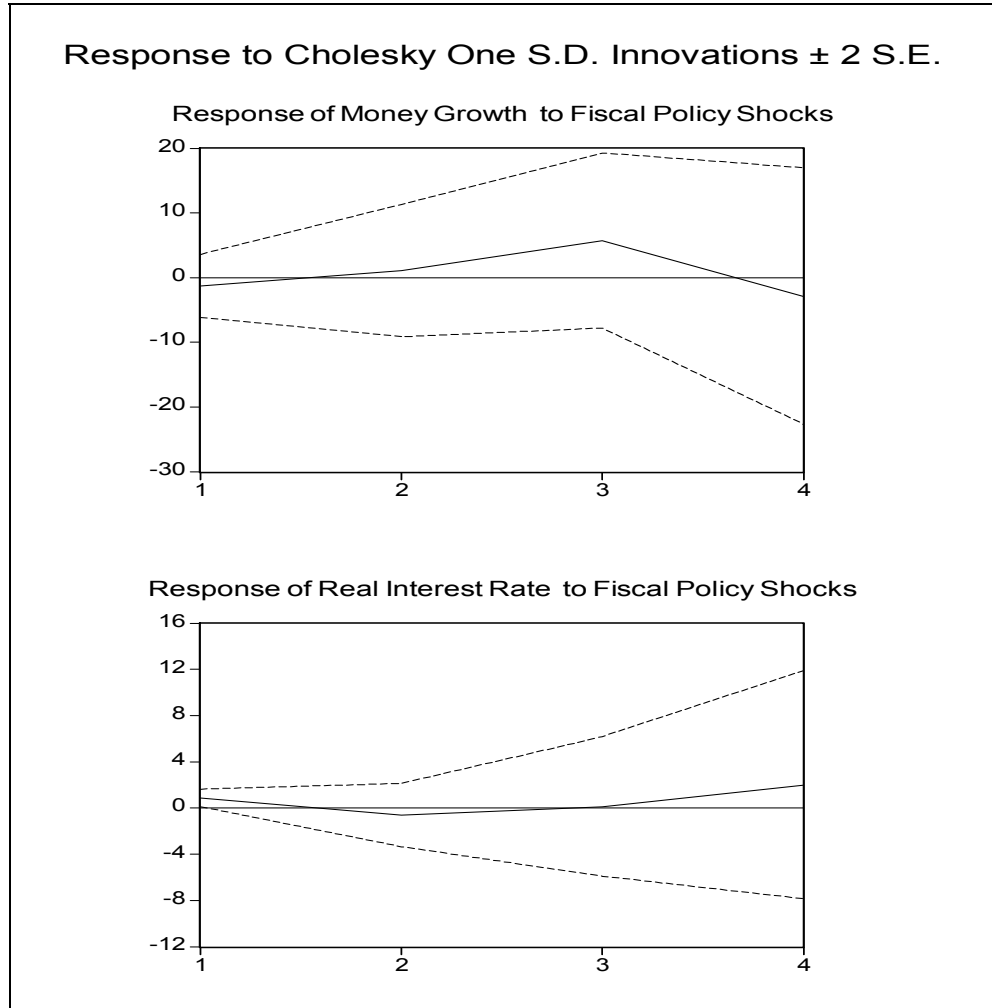 Response to Cholesky One S.D. Innovations ± 2 S.E.
Response of Money Growth to Fiscal Policy Shocks
20
10
0
-10
-20
-30
1 2 3 4
Response of Real Interest Rate to Fiscal Policy Shocks
16
12
8
4
0
-4
-8
-12
1 2 3 4